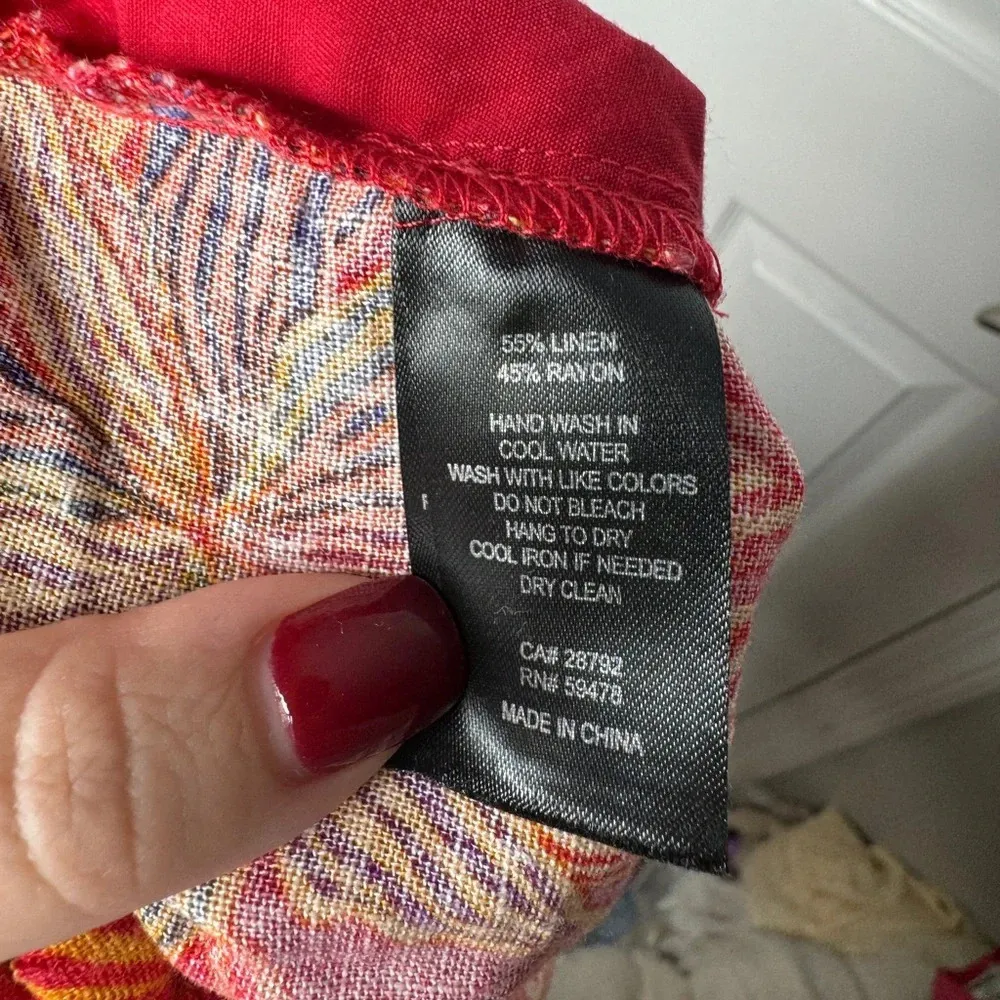 55% LINEN
45% RAYON
HAND WASH IN
COOL WATER
WASH WITH LIKE COLORS
DO NOT BLEACH
HANG TO DRY
COOL IRON IF NEEDED
DRY CLEAN
CA# 28792
RN# 59478
MADE IN CHINA